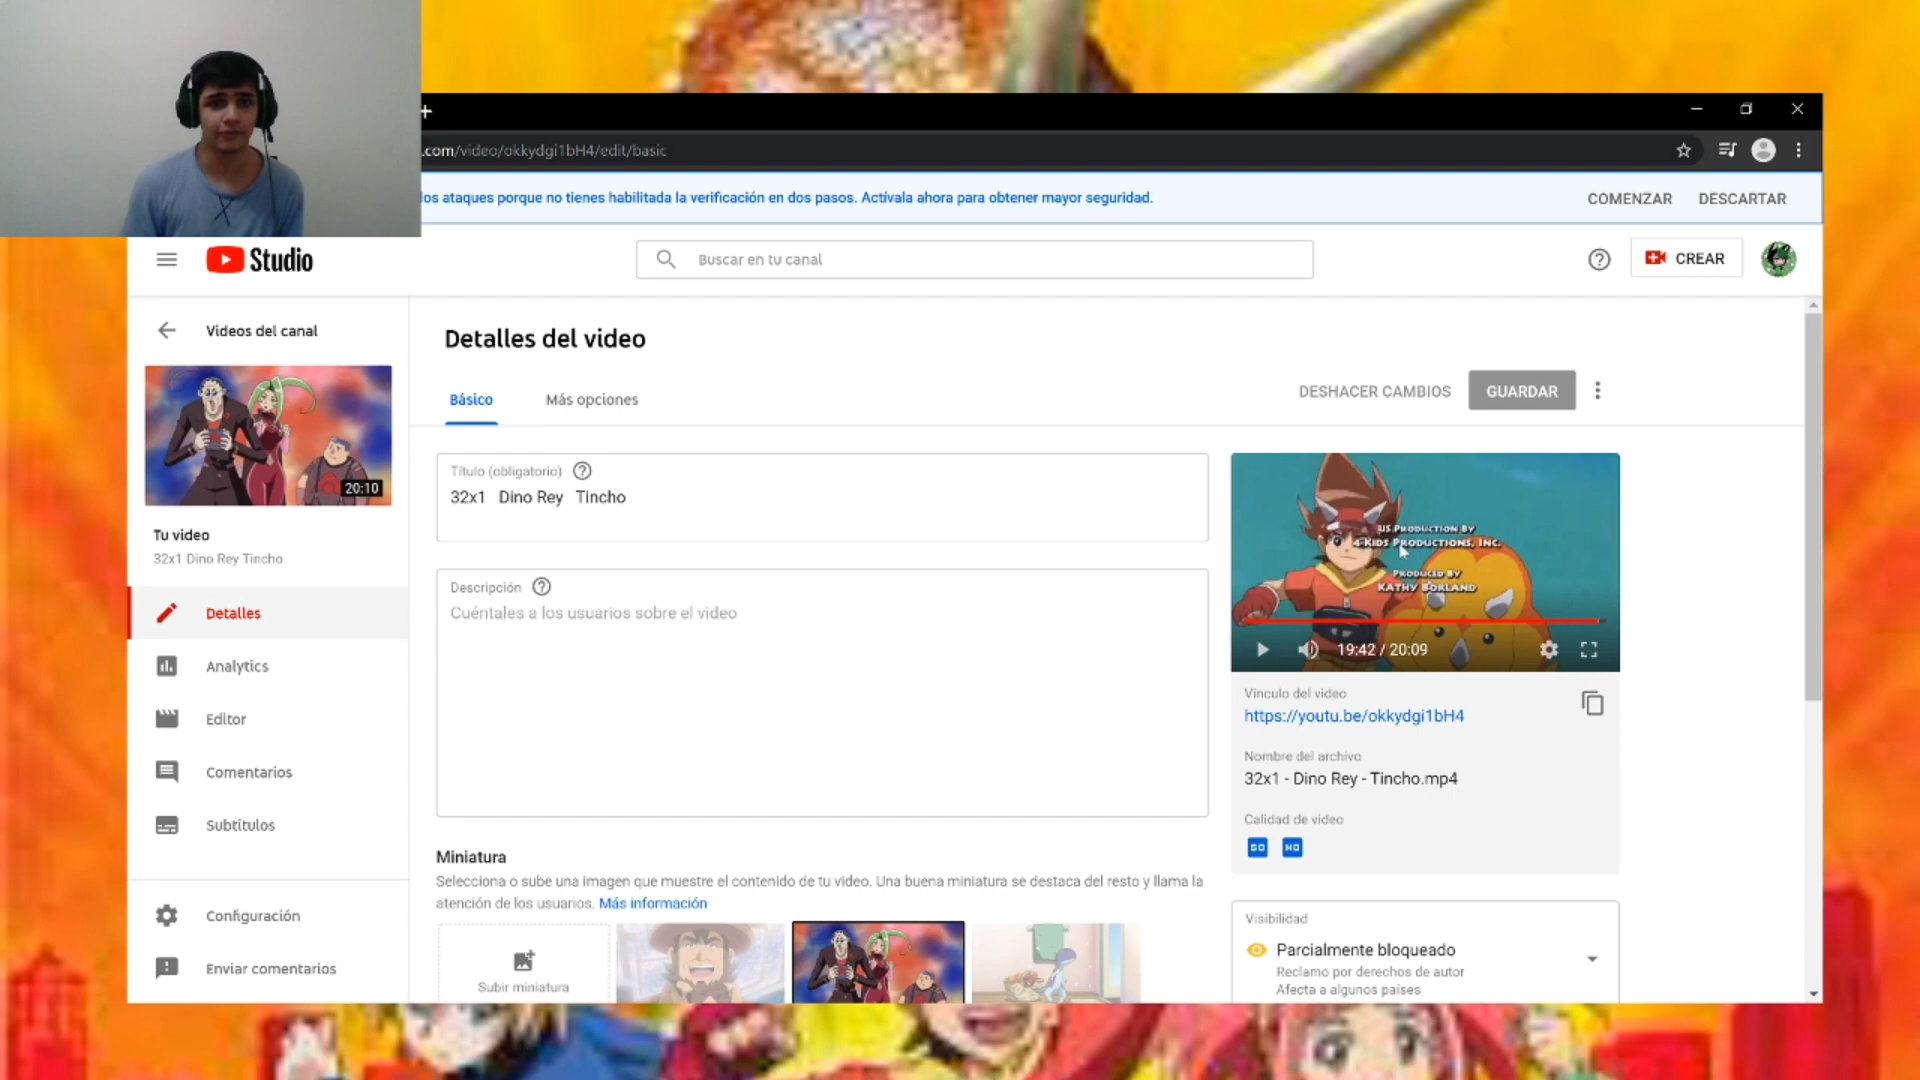 .com/video/okkydgi1bH4/edit/basic
los ataques porque no tienes habilitada la verificación en dos pasos. Actívala ahora para obtener mayor seguridad.
COMENZAR
DESCARTAR
Studio
Buscar en tu canal
CREAR
Videos del canal
20:10
Tu video
32x1 Dino Rey Tincho
Detalles
Analytics
Editor
Comentarios
Subtítulos
Configuración
Enviar comentarios
Detalles del video
Básico
Más opciones
DESHACER CAMBIOS
GUARDAR
Título (obligatorio)
32x1 Dino Rey Tincho
Descripción
Cuéntales a los usuarios sobre el video
Miniatura
Selecciona o sube una imagen que muestre el contenido de tu video. Una buena miniatura se destaca del resto y llama la
atención de los usuarios. Más información
Subir miniatura
US PRODUCTION BY
4-KIDS PRODUCTIONS, INC.
PRODUCED BY
KATHY BORLAND
19:42 / 20:09
Vínculo del video
https://youtu.be/okkydgi1bH4
Nombre del archivo
32x1 - Dino Rey - Tincho.mp4
Calidad de video
SD
HD
Visibilidad
Parcialmente bloqueado
Reclamo por derechos de autor
Afecta a algunos países